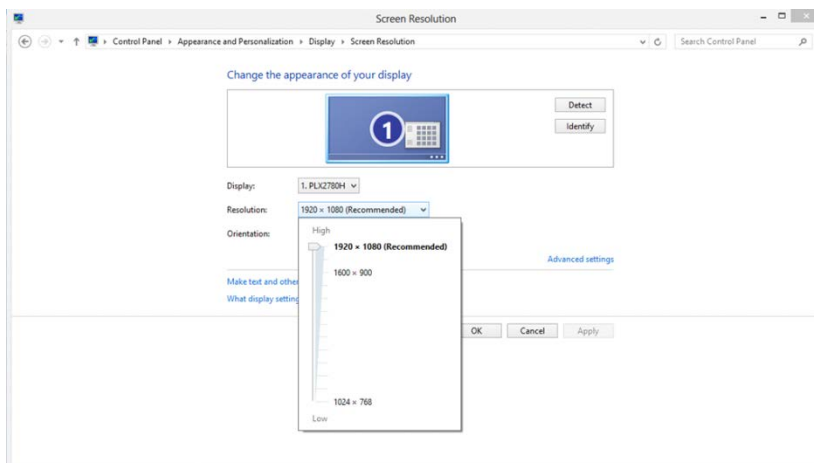 Screen Resolution
Control Panel Appearance and Personalization Display Screen Resolution
Search Control Panel
Change the appearance of your display
1
Detect
Identify
Display: 1. PLX2780H
Resolution: 1920 × 1080 (Recommended)
Orientation:
High
1920 × 1080 (Recommended)
1600 × 900
1024 × 768
Low
Advanced settings
Make text and other
What display setting
OK Cancel Apply